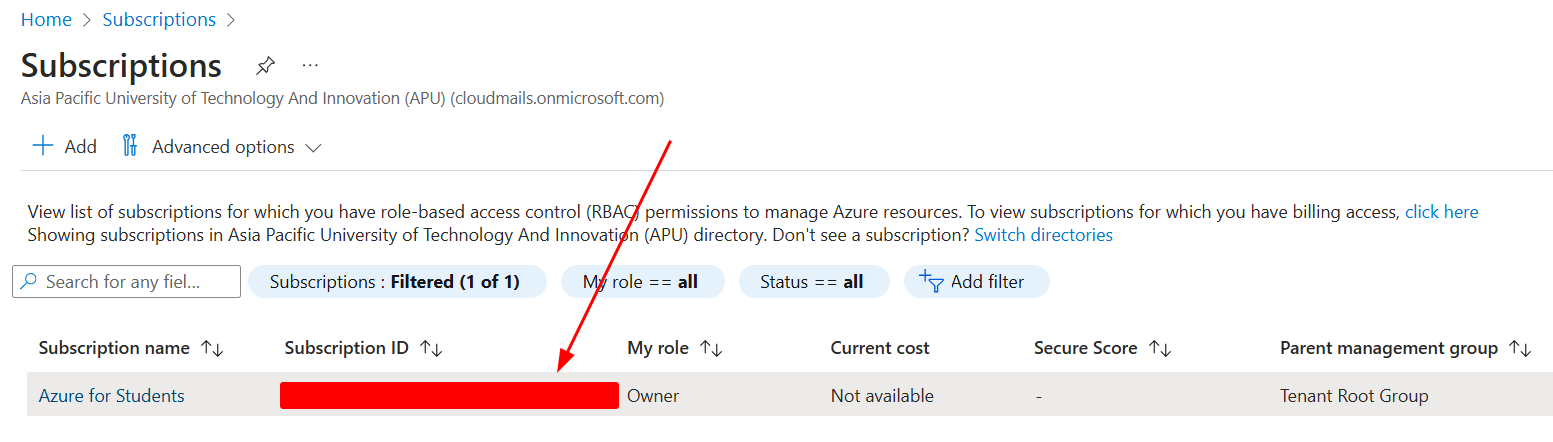 Home > Subscriptions >
Subscriptions ...
Asia Pacific University of Technology And Innovation (APU) (cloudmails.onmicrosoft.com)
+ Add Advanced options
View list of subscriptions for which you have role-based access control (RBAC) permissions to manage Azure resources. To view subscriptions for which you have billing access, click here
Showing subscriptions in Asia Pacific University of Technology And Innovation (APU) directory. Don't see a subscription? Switch directories
Search for any fiel... Subscriptions : Filtered (1 of 1) My role == all Status == all Add filter
Subscription name ↑↓ Subscription ID ↑↓ My role ↑↓ Current cost Secure Score ↑↓ Parent management group ↑↓
Azure for Students Owner Not available - Tenant Root Group